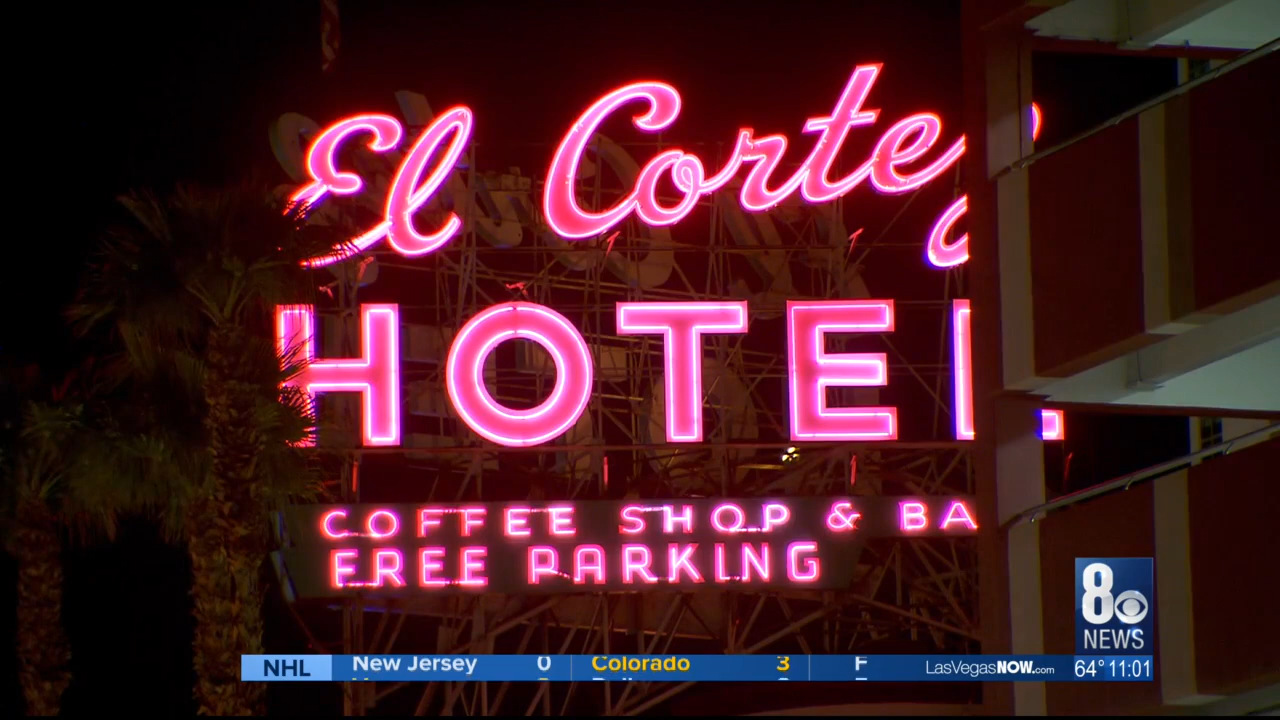 El Corte
HOTEL
COFFEE SHOP & BA
FREE PARKING
8
NEWS
NHL New Jersey 0 Colorado 3 F
LasVegasNOW.com 64° 11:01